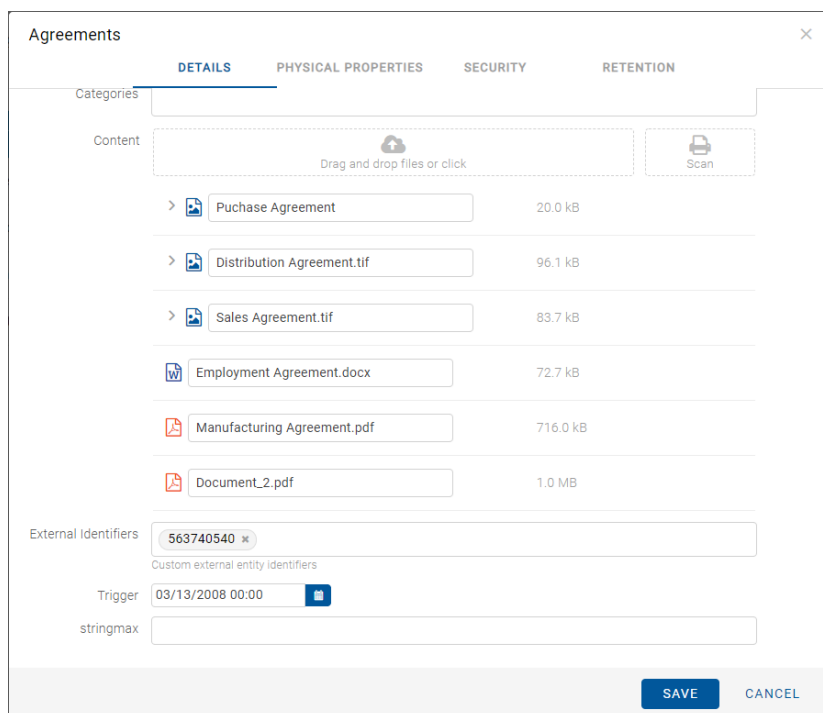 Agreements
DETAILS PHYSICAL PROPERTIES SECURITY RETENTION
Categories
Content
Drag and drop files or click
Scan
Puchase Agreement 20.0 kB
Distribution Agreement.tif 96.1 kB
Sales Agreement.tif 83.7 kB
Employment Agreement.docx 72.7 kB
Manufacturing Agreement.pdf 716.0 kB
Document_2.pdf 1.0 MB
External Identifiers 563740540
Custom external entity identifiers
Trigger 03/13/2008 00:00
stringmax
SAVE CANCEL